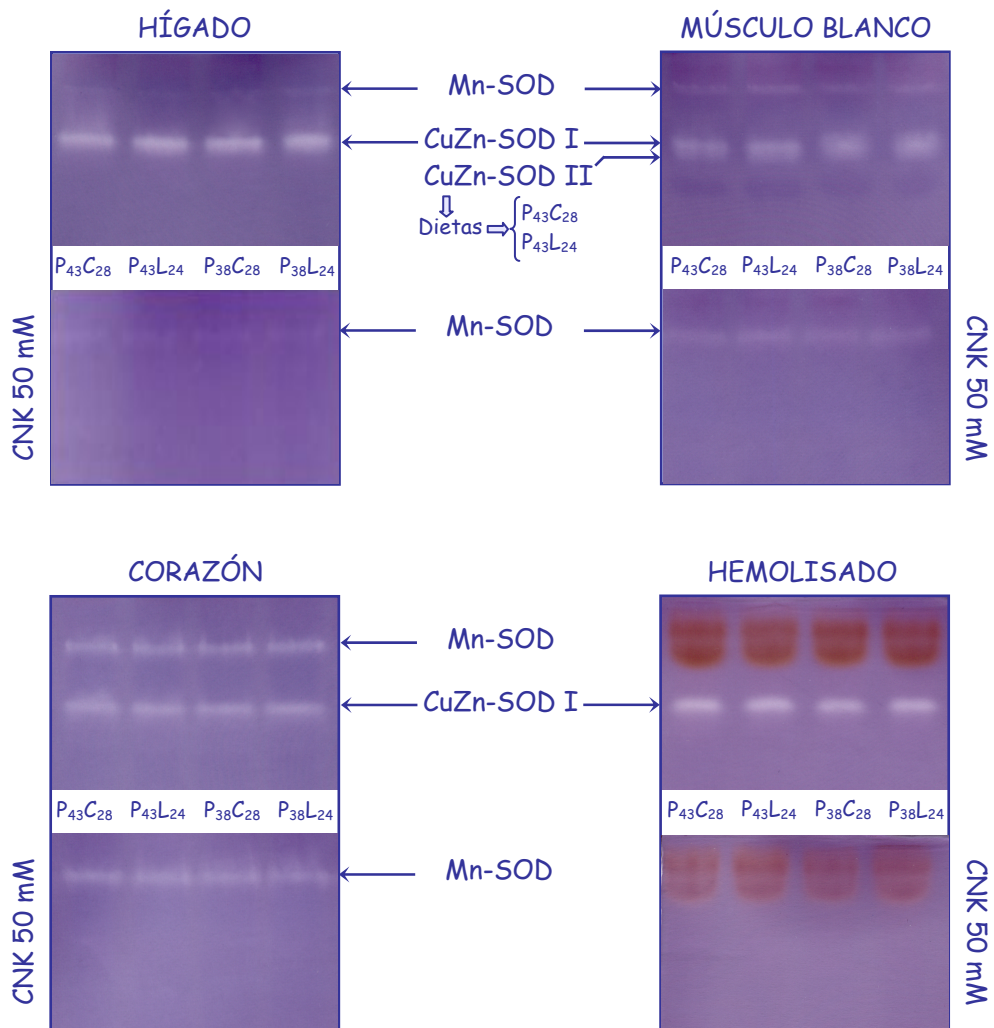 HÍGADO
MÚSCULO BLANCO
Mn-SOD
CuZn-SOD I
CuZn-SOD II
Dietas
P43C28
P43L24
P43C28 P43L24 P38C28 P38L24
P43C28 P43L24 P38C28 P38L24
Mn-SOD
CNK 50 mM
CNK 50 mM
CORAZÓN
HEMOLISADO
Mn-SOD
CuZn-SOD I
P43C28 P43L24 P38C28 P38L24
P43C28 P43L24 P38C28 P38L24
Mn-SOD
CNK 50 mM
CNK 50 mM